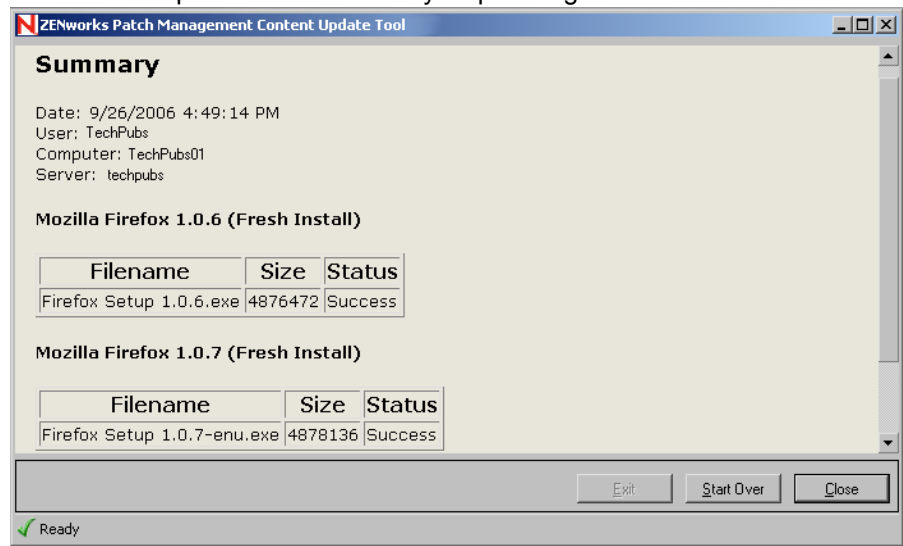 ZENworks Patch Management Content Update Tool
Summary
Date: 9/26/2006 4:49:14 PM
User: TechPubs
Computer: TechPubs01
Server: techpubs
Mozilla Firefox 1.0.6 (Fresh Install)
Filename Size Status
Firefox Setup 1.0.6.exe 4876472 Success
Mozilla Firefox 1.0.7 (Fresh Install)
Filename Size Status
Firefox Setup 1.0.7-enu.exe 4878136 Success
Exit Start Over Close
Ready